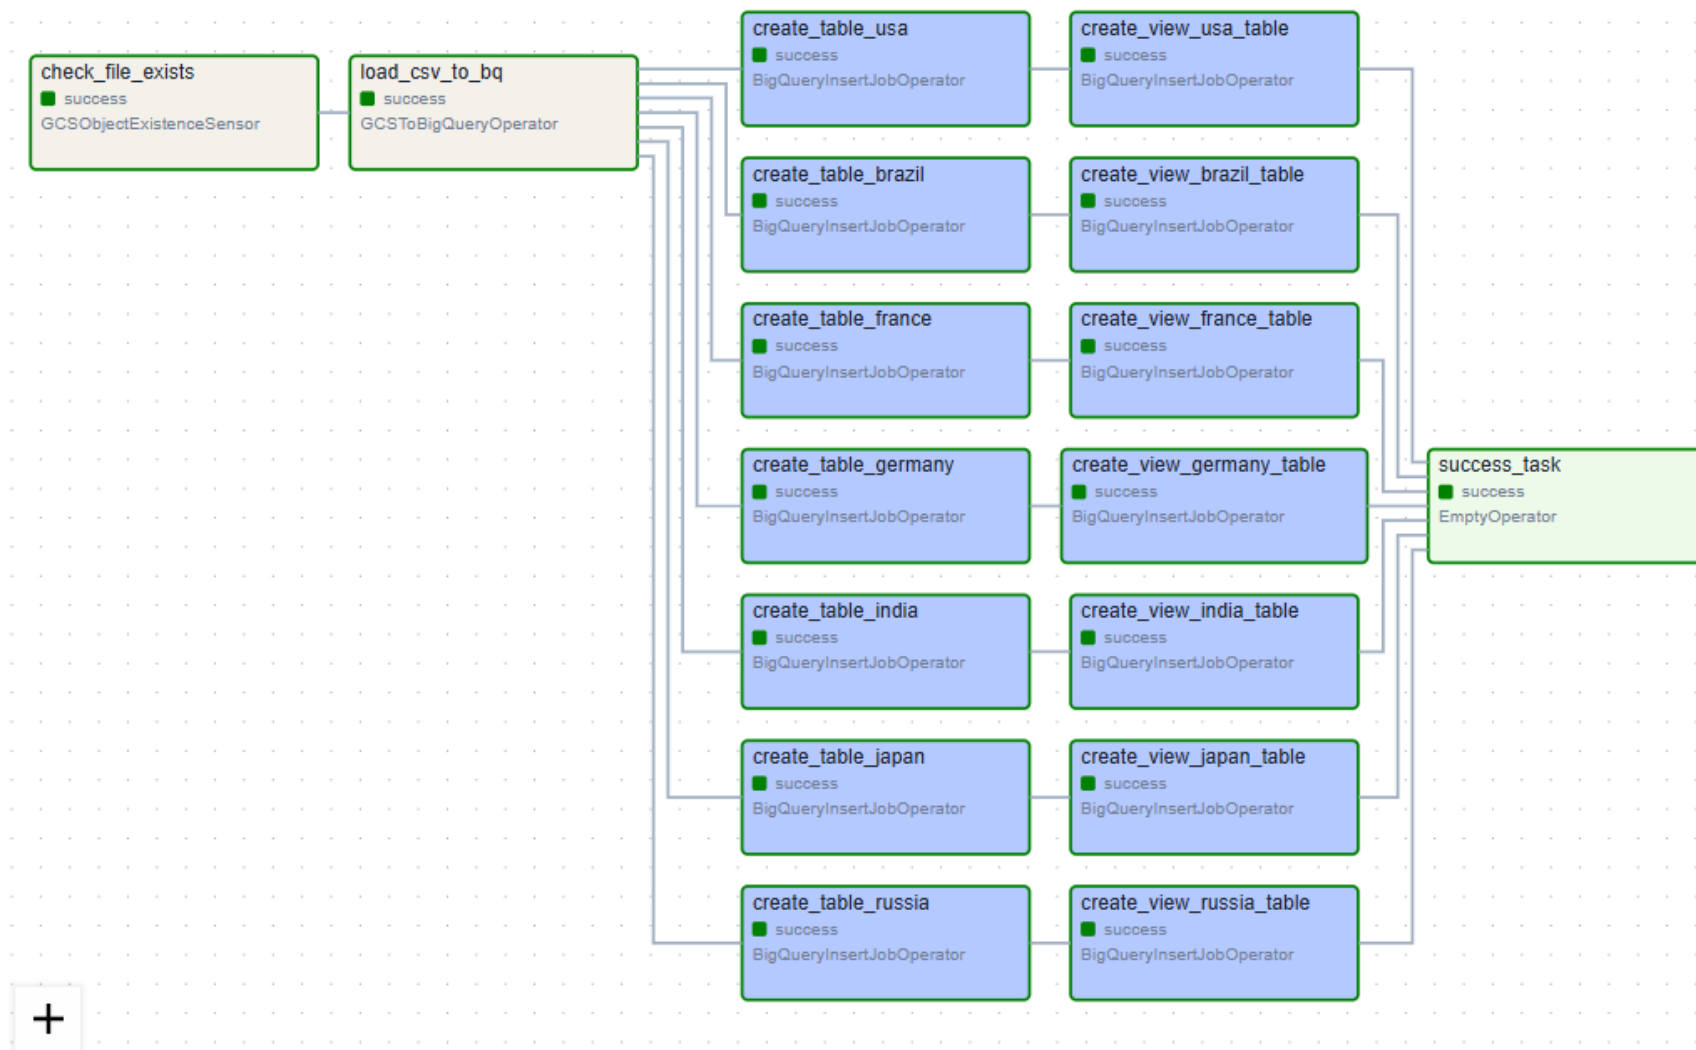 check_file_exists
success
GCSObjectExistenceSensor
load_csv_to_bq
success
GCSToBigQueryOperator
create_table_usa
success
BigQueryInsertJobOperator
create_view_usa_table
success
BigQueryInsertJobOperator
create_table_brazil
success
BigQueryInsertJobOperator
create_view_brazil_table
success
BigQueryInsertJobOperator
create_table_france
success
BigQueryInsertJobOperator
create_view_france_table
success
BigQueryInsertJobOperator
create_table_germany
success
BigQueryInsertJobOperator
create_view_germany_table
success
BigQueryInsertJobOperator
success_task
success
EmptyOperator
create_table_india
success
BigQueryInsertJobOperator
create_view_india_table
success
BigQueryInsertJobOperator
create_table_japan
success
BigQueryInsertJobOperator
create_view_japan_table
success
BigQueryInsertJobOperator
create_table_russia
success
BigQueryInsertJobOperator
create_view_russia_table
success
BigQueryInsertJobOperator
+